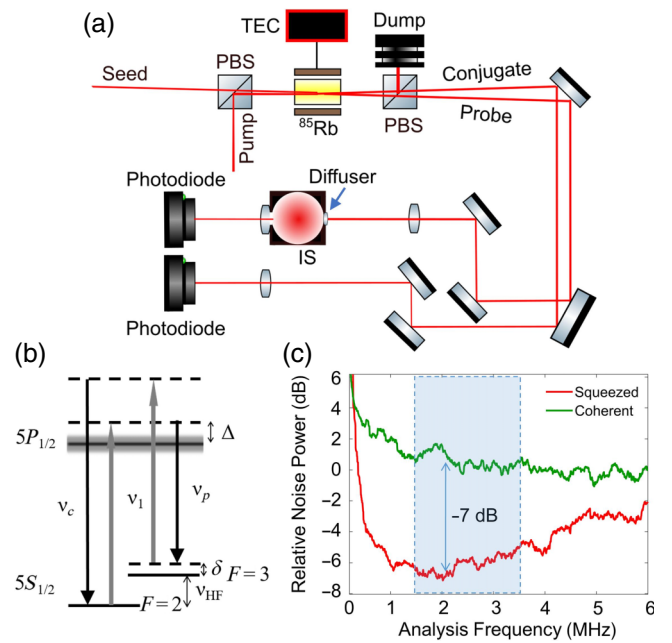 (a)
TEC
Dump
PBS
Conjugate
Seed
Probe
⁸⁵Rb
PBS
Pump
Diffuser
Photodiode
IS
Photodiode
(b)
5P1/2
Δ
νc
ν1
νp
δ
F=3
5S1/2
F=2
νHF
(c)
Relative Noise Power (dB)
6
4
2
0
-2
-4
-6
-8
Squeezed
Coherent
−7 dB
0 1 2 3 4 5 6
Analysis Frequency (MHz)